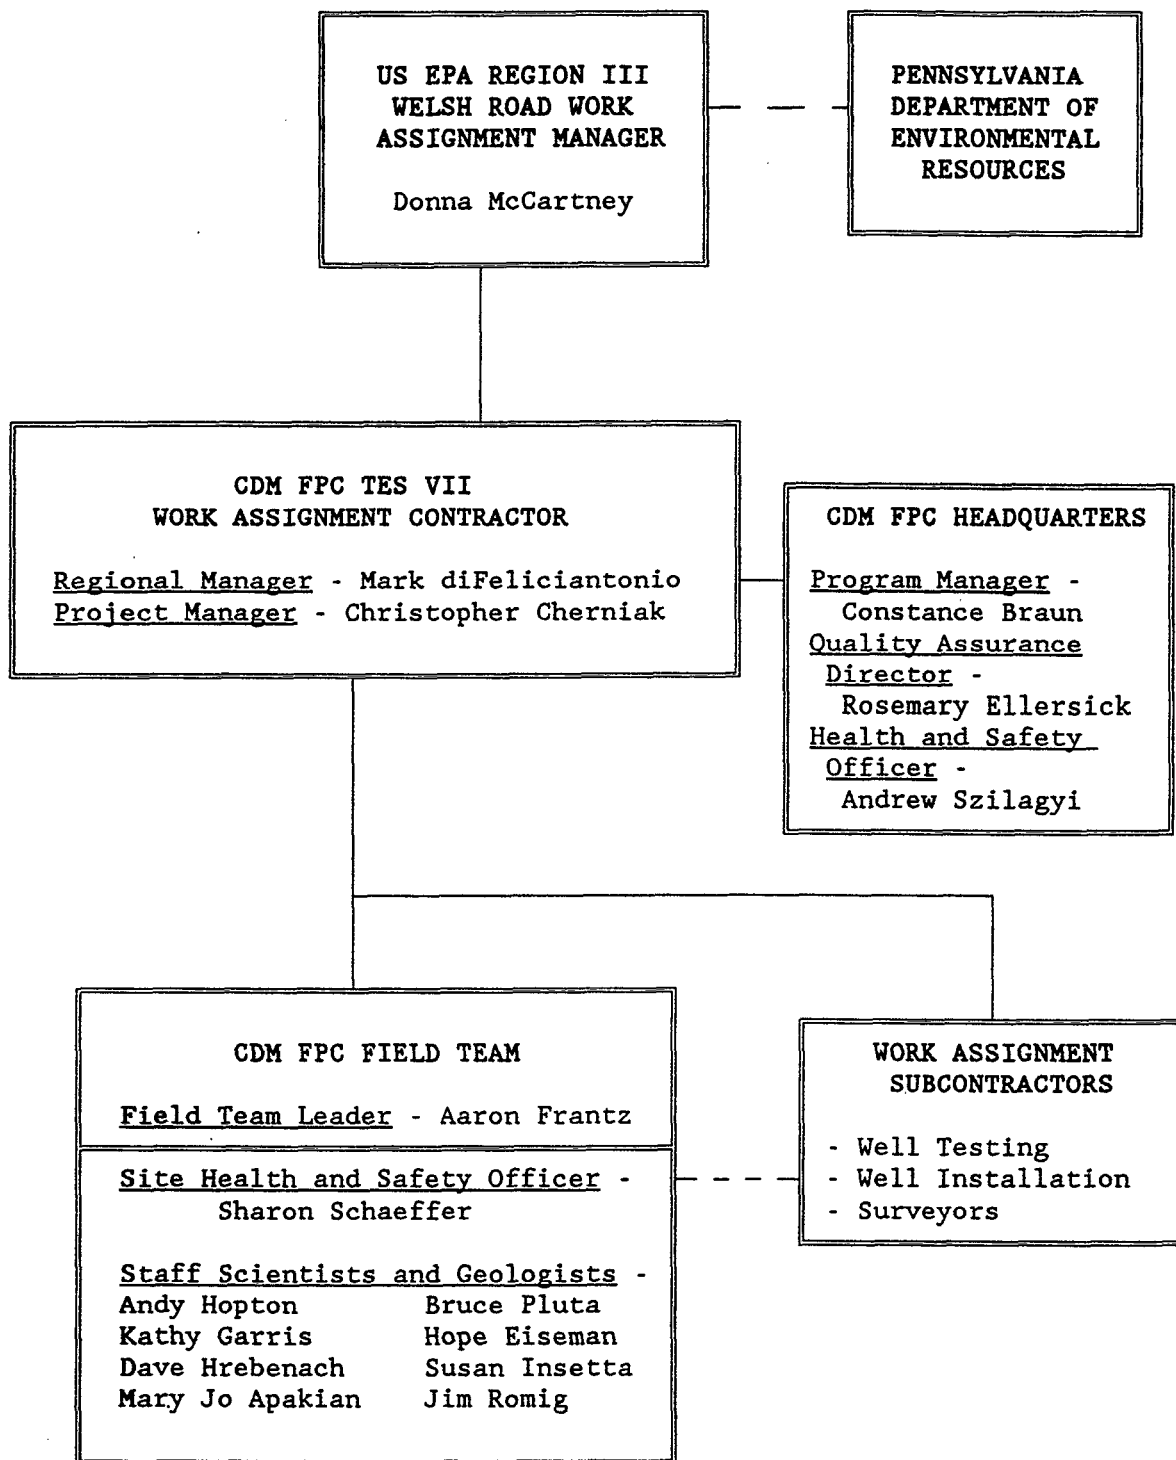 US EPA REGION III
WELSH ROAD WORK
ASSIGNMENT MANAGER
Donna McCartney
PENNSYLVANIA
DEPARTMENT OF
ENVIRONMENTAL
RESOURCES
CDM FPC TES VII
WORK ASSIGNMENT CONTRACTOR
Regional Manager - Mark diFeliciantonio
Project Manager - Christopher Cherniak
CDM FPC HEADQUARTERS
Program Manager -
Constance Braun
Quality Assurance
Director -
Rosemary Ellersick
Health and Safety
Officer -
Andrew Szilagyi
CDM FPC FIELD TEAM
Field Team Leader - Aaron Frantz
Site Health and Safety Officer -
Sharon Schaeffer
Staff Scientists and Geologists -
Andy Hopton Bruce Pluta
Kathy Garris Hope Eiseman
Dave Hrebenach Susan Insetta
Mary Jo Apakian Jim Romig
WORK ASSIGNMENT
SUBCONTRACTORS
- Well Testing
- Well Installation
- Surveyors